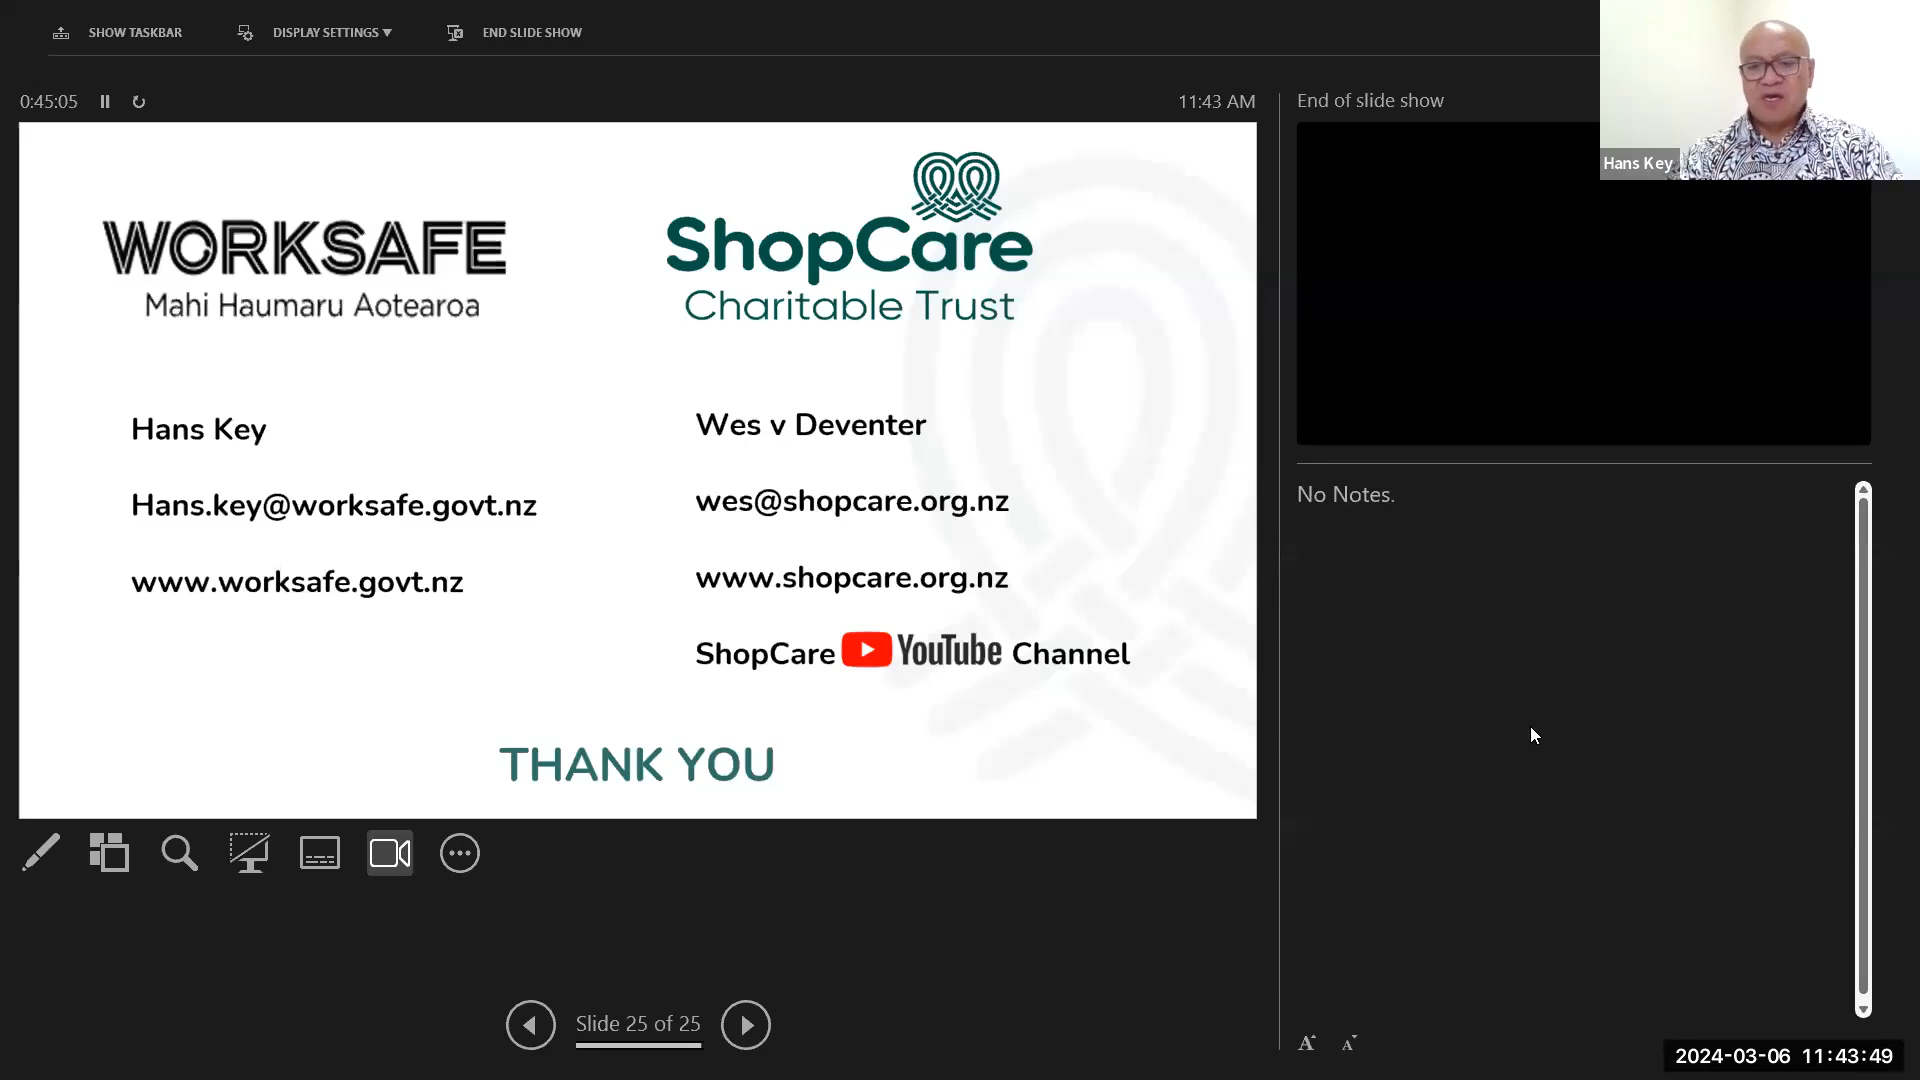 SHOW TASKBAR
DISPLAY SETTINGS
END SLIDE SHOW
0:45:05
11:43 AM
End of slide show
Hans Key
WORKSAFE
Mahi Haumaru Aotearoa
ShopCare
Charitable Trust
Hans Key
Hans.key@worksafe.govt.nz
www.worksafe.govt.nz
Wes v Deventer
wes@shopcare.org.nz
www.shopcare.org.nz
ShopCare YouTube Channel
THANK YOU
No Notes.
Slide 25 of 25
A A
2024-03-06 11:43:49